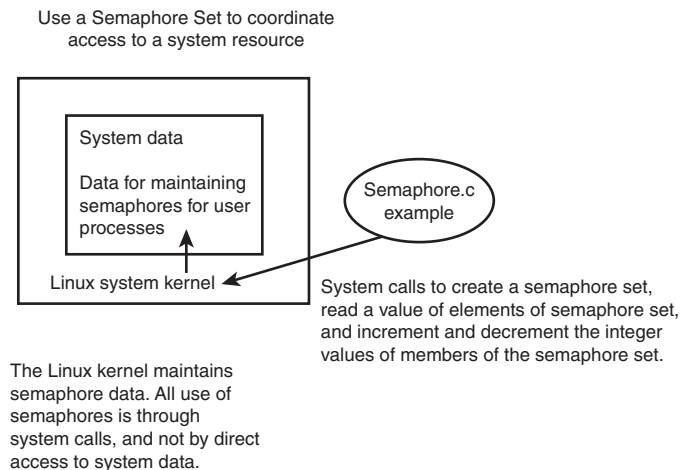 Use a Semaphore Set to coordinate
access to a system resource
System data
Data for maintaining
semaphores for user
processes
Linux system kernel
Semaphore.c
example
System calls to create a semaphore set,
read a value of elements of semaphore set,
and increment and decrement the integer
values of members of the semaphore set.
The Linux kernel maintains
semaphore data. All use of
semaphores is through
system calls, and not by direct
access to system data.